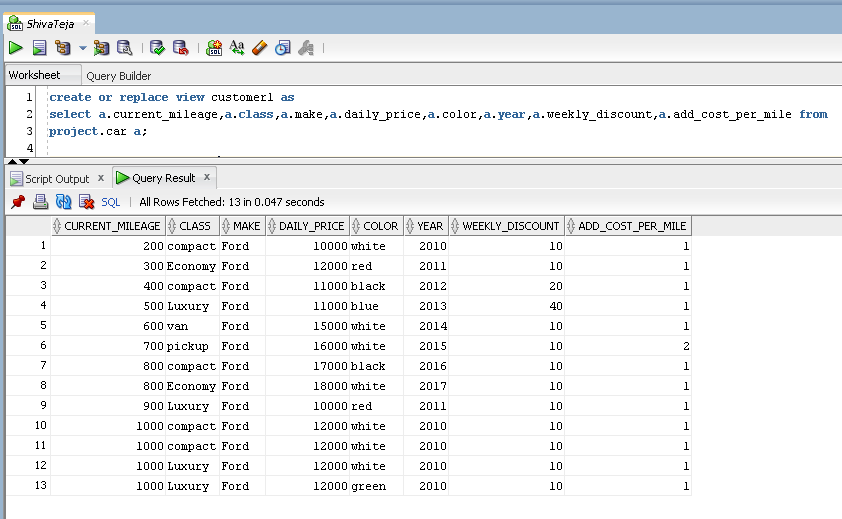 ShivaTeja
Worksheet Query Builder
1 create or replace view customer1 as
2 select a.current_mileage,a.class,a.make,a.daily_price,a.color,a.year,a.weekly_discount,a.add_cost_per_mile from
3 project.car a;
4
Script Output x Query Result x
SQL | All Rows Fetched: 13 in 0.047 seconds
CURRENT_MILEAGE CLASS MAKE DAILY_PRICE COLOR YEAR WEEKLY_DISCOUNT ADD_COST_PER_MILE
1 200 compact Ford 10000 white 2010 10 1
2 300 Economy Ford 12000 red 2011 10 1
3 400 compact Ford 11000 black 2012 20 1
4 500 Luxury Ford 11000 blue 2013 40 1
5 600 van Ford 15000 white 2014 10 1
6 700 pickup Ford 16000 white 2015 10 2
7 800 compact Ford 17000 black 2016 10 1
8 800 Economy Ford 18000 white 2017 10 1
9 900 Luxury Ford 10000 red 2011 10 1
10 1000 compact Ford 12000 white 2010 10 1
11 1000 compact Ford 12000 white 2010 10 1
12 1000 Luxury Ford 12000 white 2010 10 1
13 1000 Luxury Ford 12000 green 2010 10 1